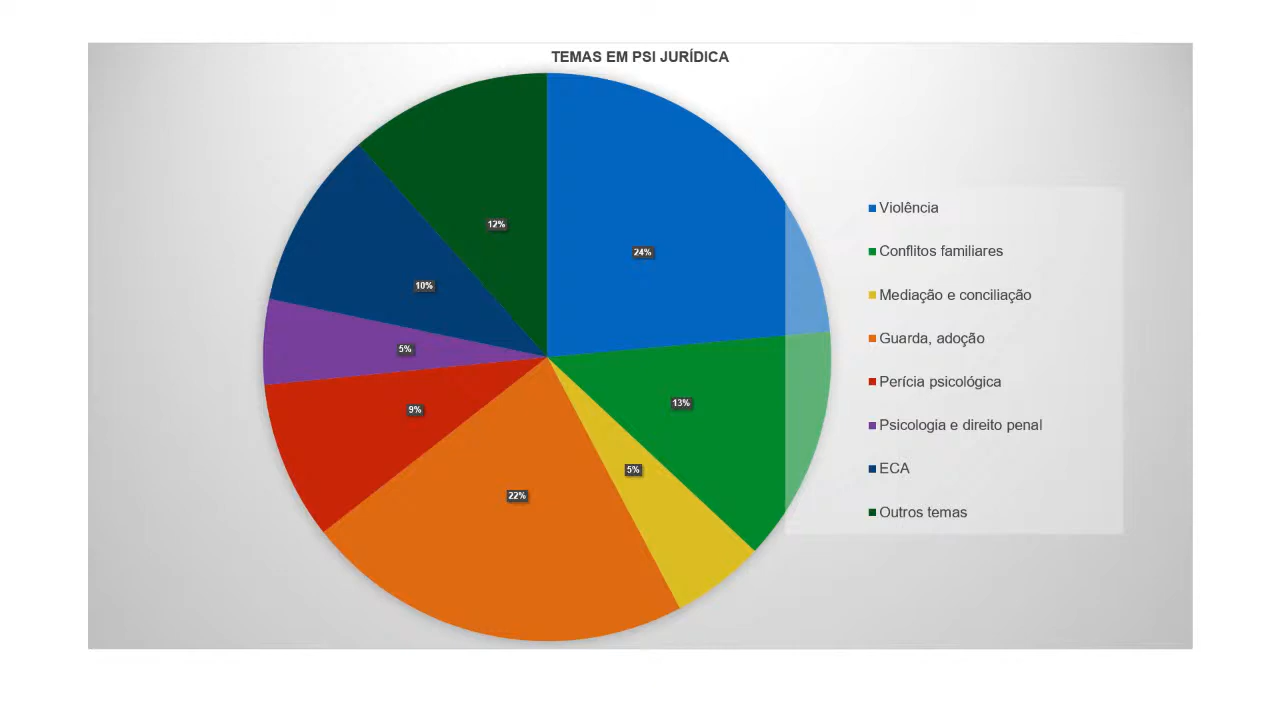 TEMAS EM PSI JURÍDICA
12%
24%
10%
5%
13%
9%
5%
22%
Violência
Conflitos familiares
Mediação e conciliação
Guarda, adoção
Perícia psicológica
Psicologia e direito penal
ECA
Outros temas